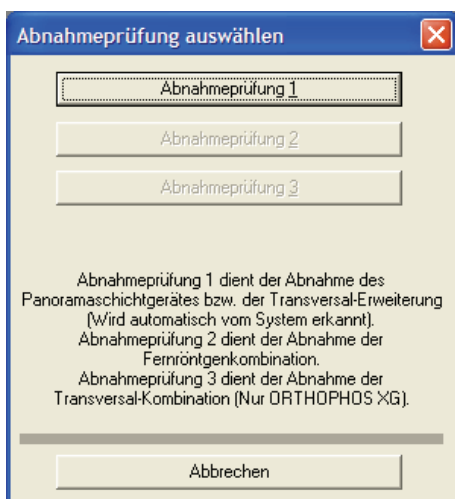 Abnahmeprüfung auswählen
Abnahmeprüfung 1
Abnahmeprüfung 2
Abnahmeprüfung 3
Abnahmeprüfung 1 dient der Abnahme des
Panoramaschichtgerätes bzw. der Transversal-Erweiterung
(Wird automatisch vom System erkannt).
Abnahmeprüfung 2 dient der Abnahme der
Fernröntgenkombination.
Abnahmeprüfung 3 dient der Abnahme der
Transversal-Kombination (Nur ORTHOPHOS XG).
Abbrechen